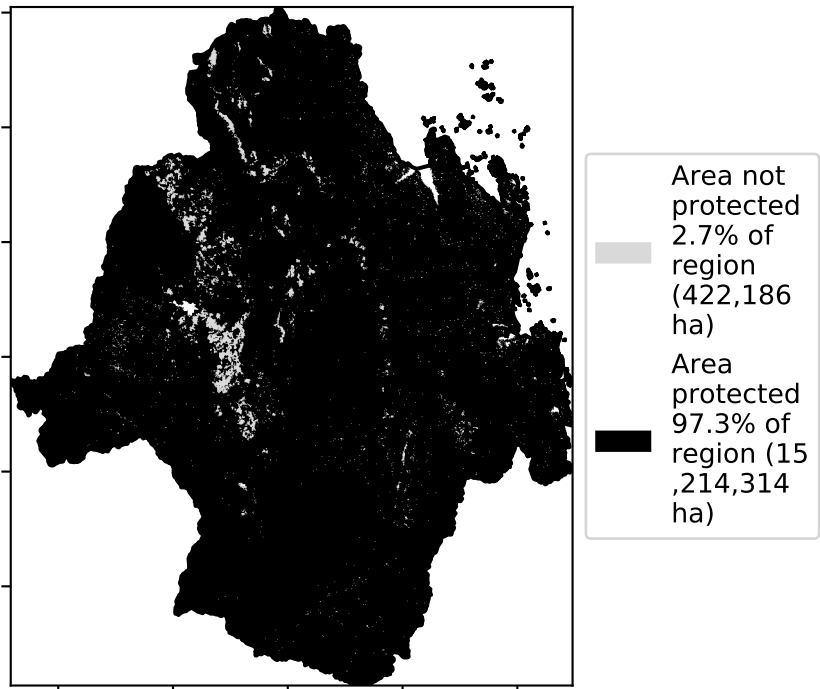 Area not
protected
2.7% of
region
(422,186
ha)
Area
protected
97.3% of
region (15
,214,314
ha)